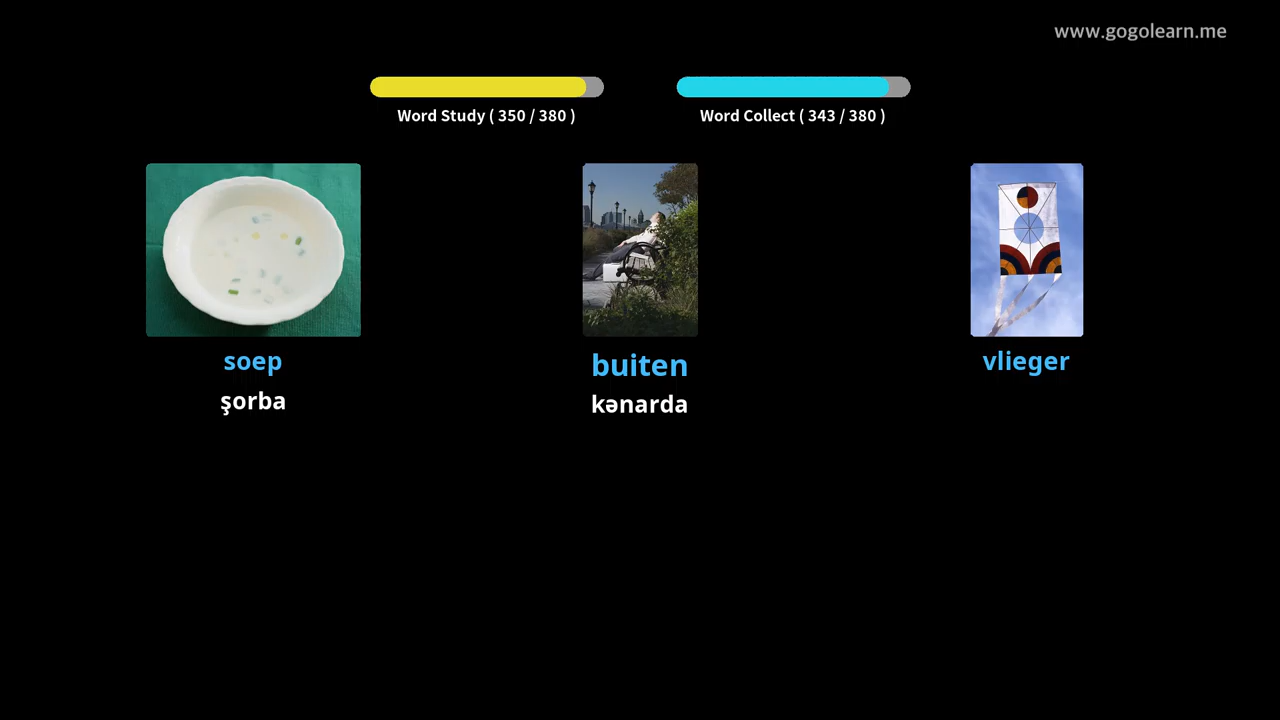 www.gogolearn.me
Word Study ( 350 / 380 )
Word Collect ( 343 / 380 )
soep
buiten
vlieger
şorba
kənarda